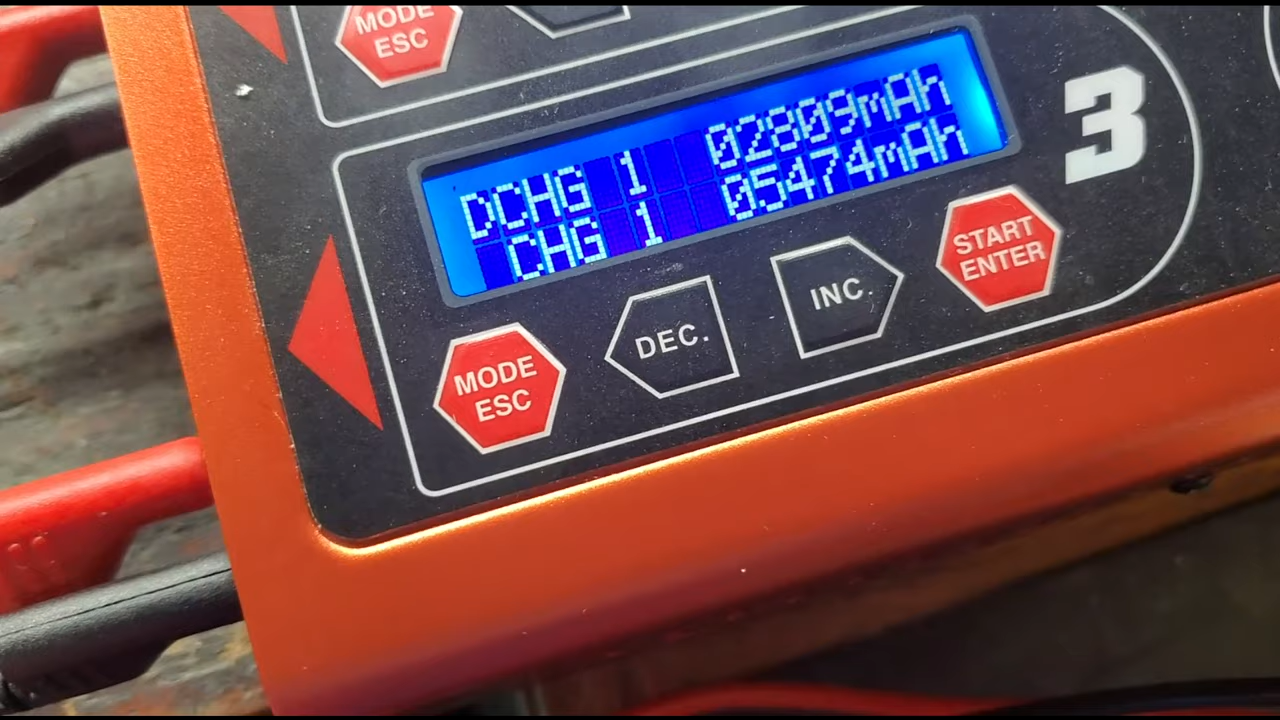 MODE
ESC
DCHG 1 02809mAh
CHG 1 05474mAh
3
MODE
ESC
DEC.
INC.
START
ENTER